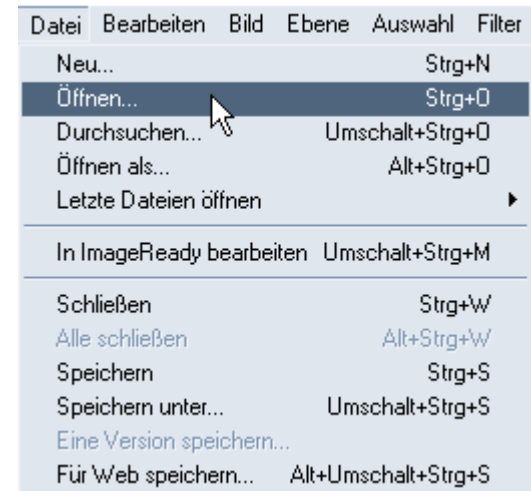 Datei Bearbeiten Bild Ebene Auswahl Filter
Neu... Strg+N
Öffnen... Strg+O
Durchsuchen... Umschalt+Strg+O
Öffnen als... Alt+Strg+O
Letzte Dateien öffnen
In ImageReady bearbeiten Umschalt+Strg+M
Schließen Strg+W
Alle schließen Alt+Strg+W
Speichern Strg+S
Speichern unter... Umschalt+Strg+S
Eine Version speichern...
Für Web speichern... Alt+Umschalt+Strg+S